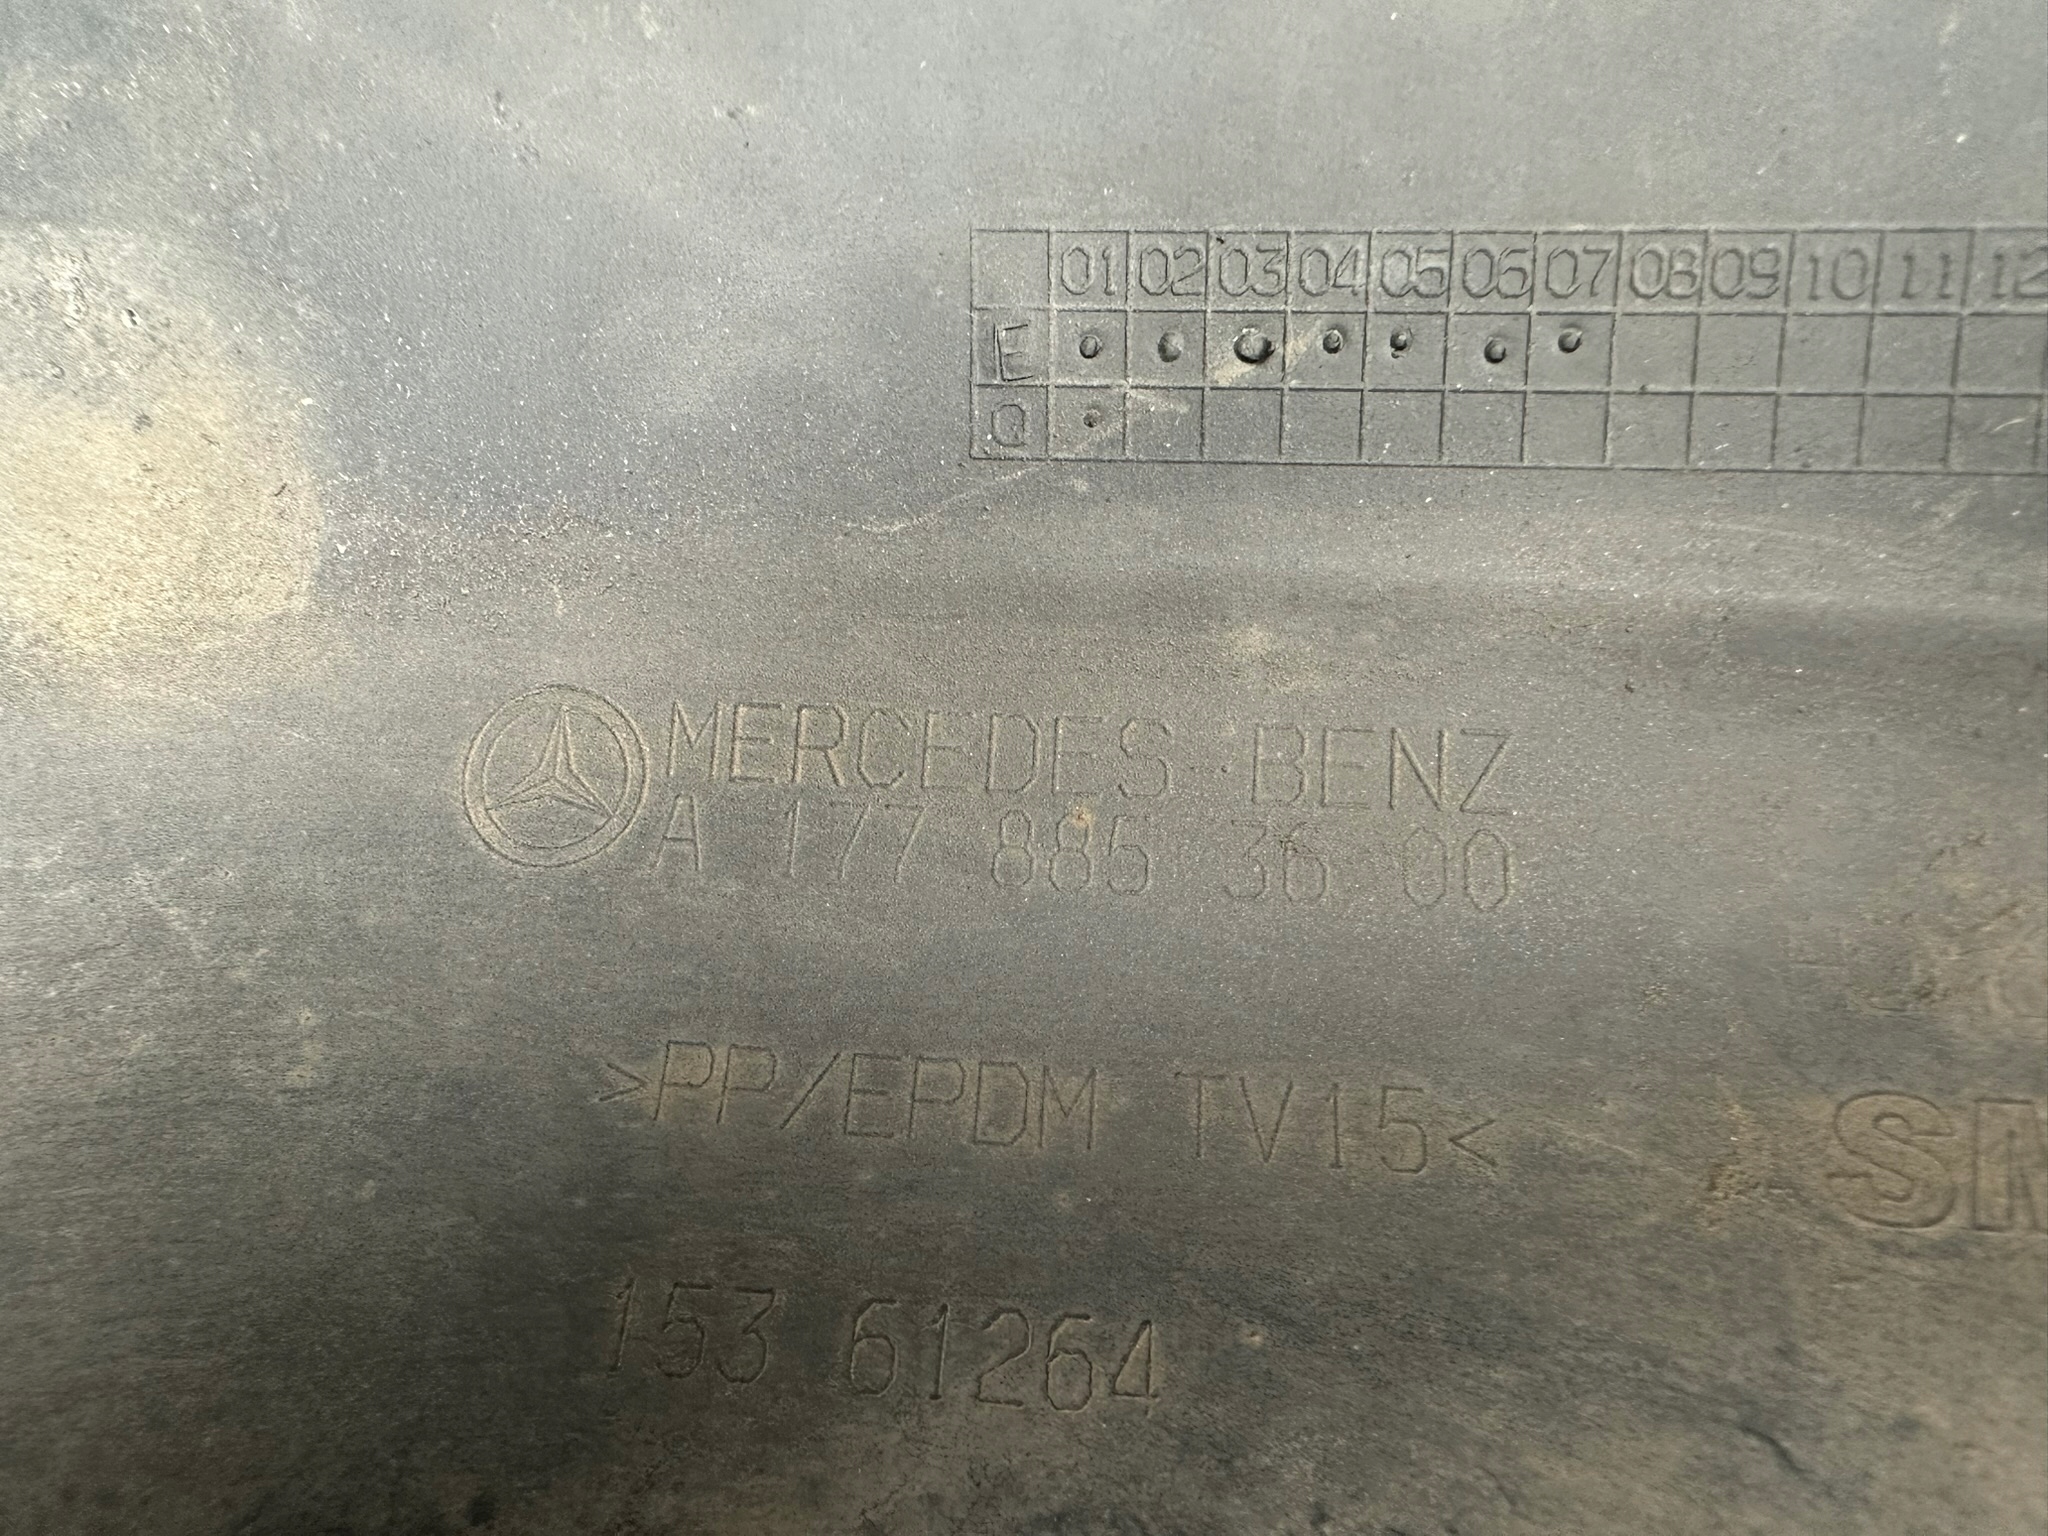 01 02 03 04 05 06 07 08 09 10 11 12
E
Q
MERCEDES BENZ
A 177 885 36 00
>PP/EPDM TV15<
SM
153 61264